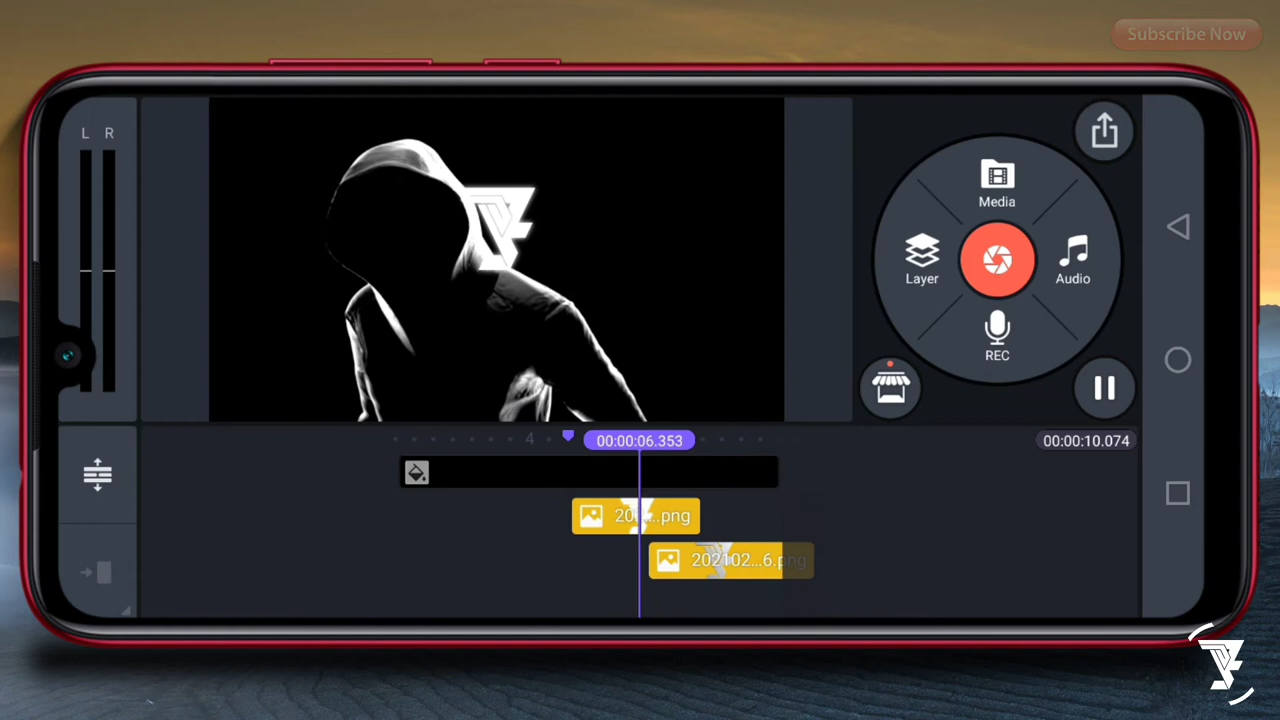 Subscribe Now
L R
Media
Layer
Audio
REC
4
00:00:06.353
00:00:10.074
20...png
202102...6.png